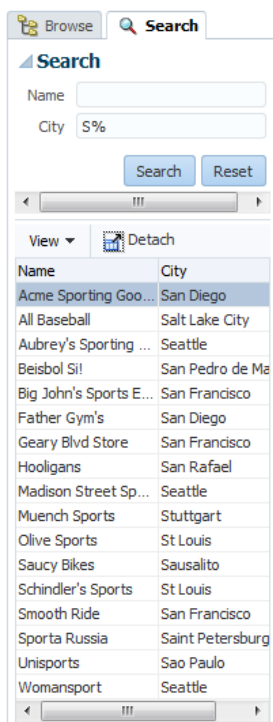 Browse Search
Search
Name
City S%
Search Reset
View Detach
Name City
Acme Sporting Goo... San Diego
All Baseball Salt Lake City
Aubrey's Sporting ... Seattle
Beisbol Si! San Pedro de Ma
Big John's Sports E... San Francisco
Father Gym's San Diego
Geary Blvd Store San Francisco
Hooligans San Rafael
Madison Street Sp... Seattle
Muench Sports Stuttgart
Olive Sports St Louis
Saucy Bikes Sausalito
Schindler's Sports St Louis
Smooth Ride San Francisco
Sporta Russia Saint Petersburg
Unisports Sao Paulo
Womansport Seattle